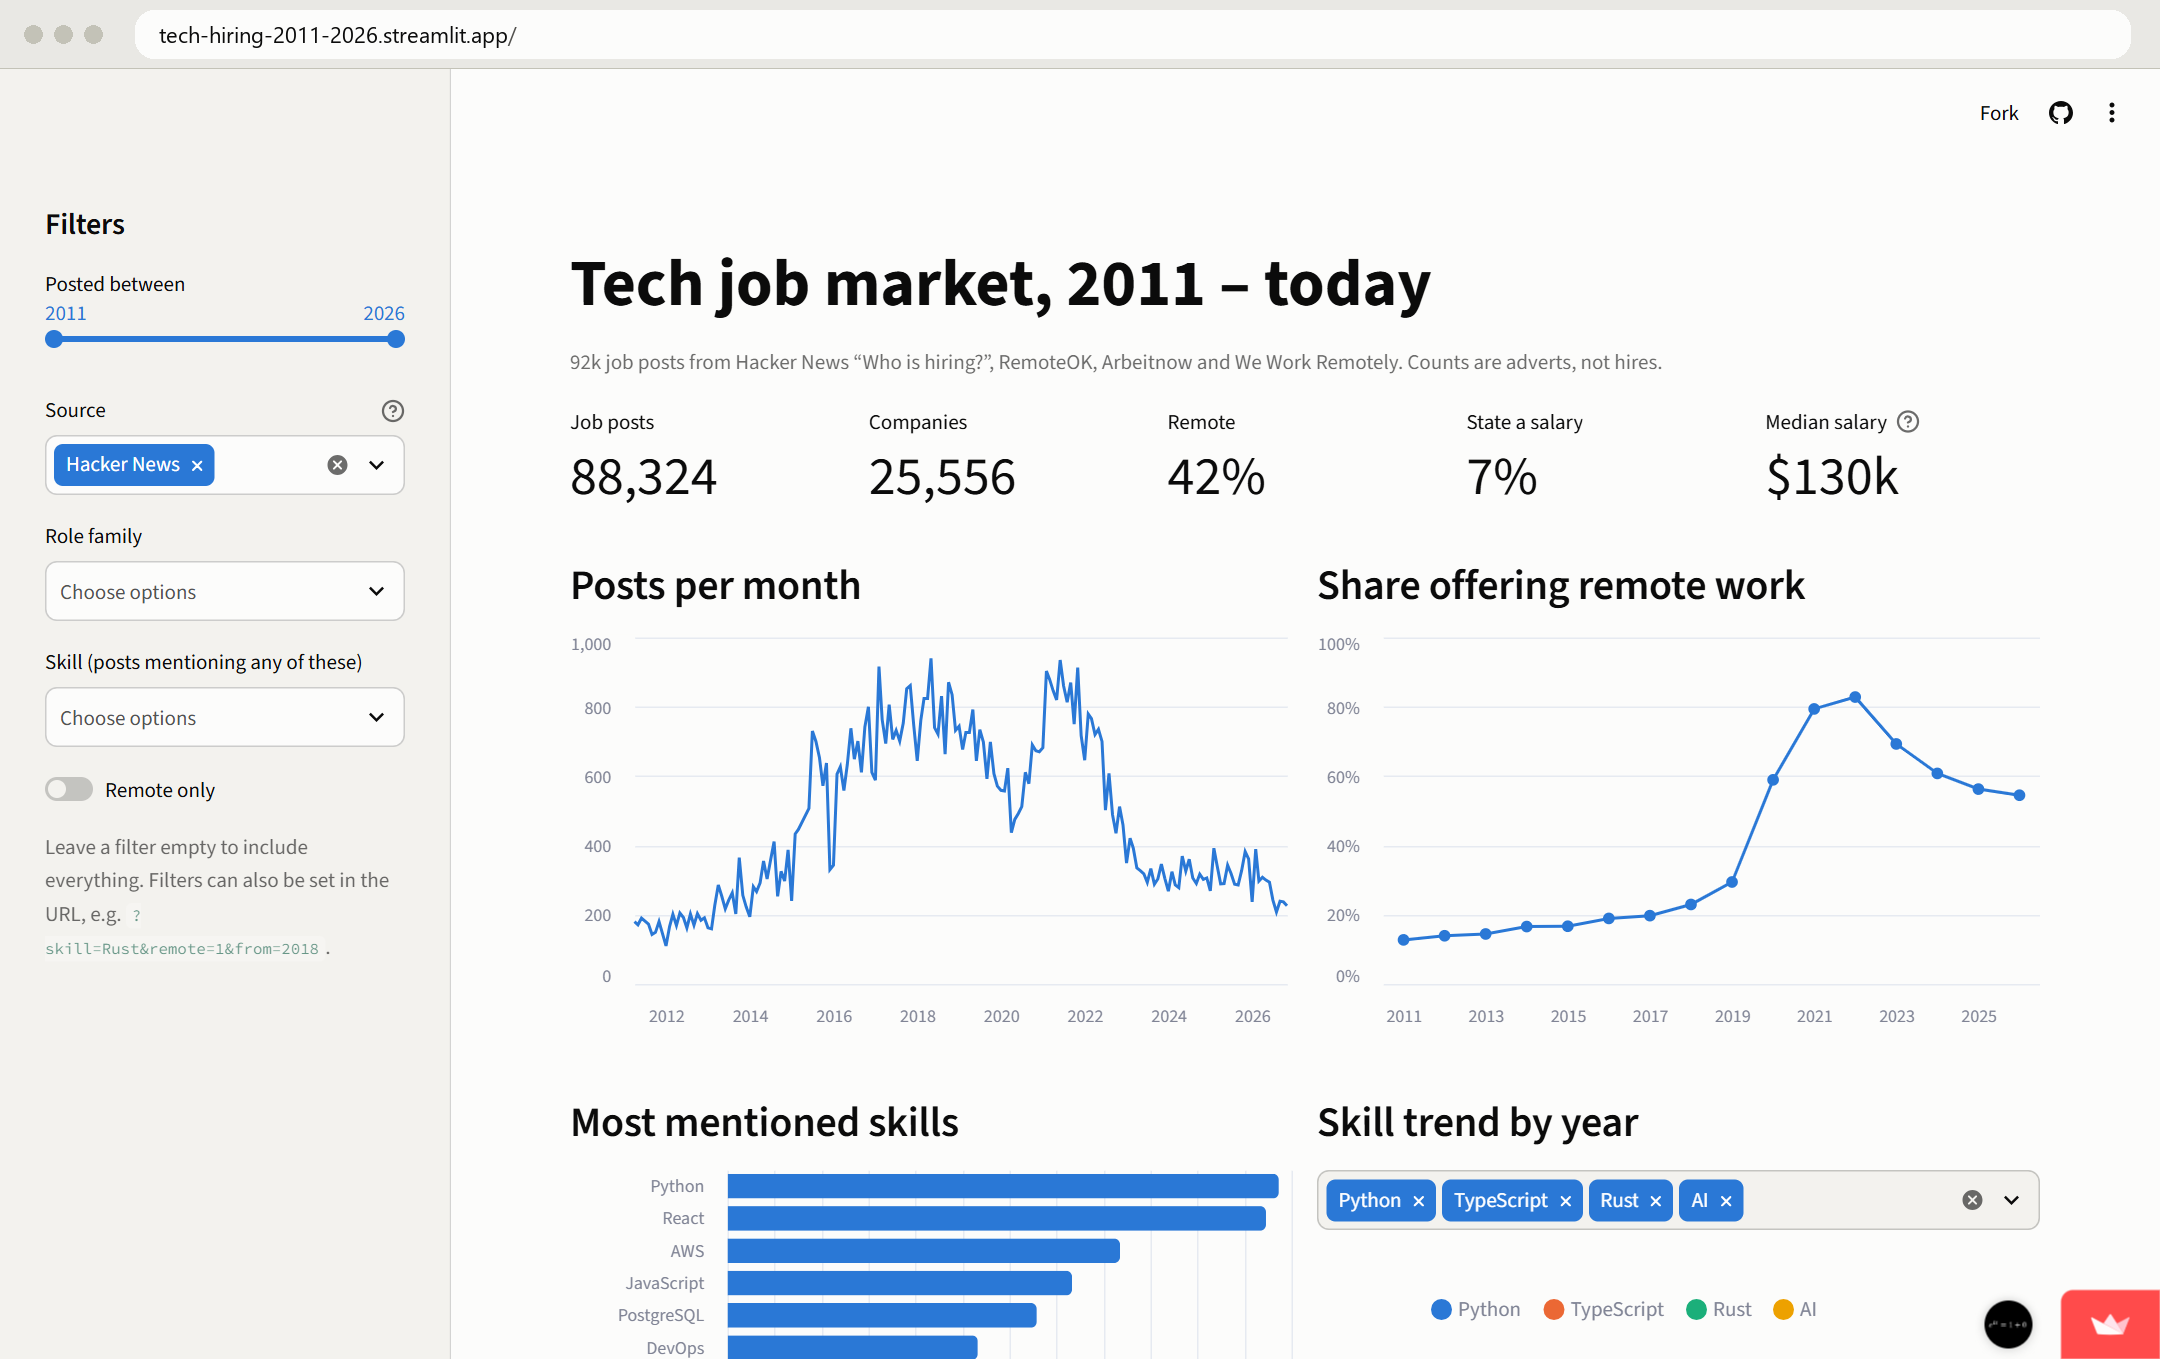 tech-hiring-2011-2026.streamlit.app/
Fork
Filters
Posted between
2011 2026
Source
Hacker News
Role family
Choose options
Skill (posts mentioning any of these)
Choose options
Remote only
Leave a filter empty to include
everything. Filters can also be set in the
URL, e.g. ?
skill=Rust&remote=1&from=2018 .
Tech job market, 2011 – today
92k job posts from Hacker News “Who is hiring?”, RemoteOK, Arbeitnow and We Work Remotely. Counts are adverts, not hires.
Job posts
88,324
Companies
25,556
Remote
42%
State a salary
7%
Median salary
$130k
Posts per month
1,000
800
600
400
200
0
2012 2014 2016 2018 2020 2022 2024 2026
Share offering remote work
100%
80%
60%
40%
20%
0%
2011 2013 2015 2017 2019 2021 2023 2025
Most mentioned skills
Python
React
AWS
JavaScript
PostgreSQL
DevOps
Skill trend by year
Python TypeScript Rust AI
Python TypeScript Rust AI